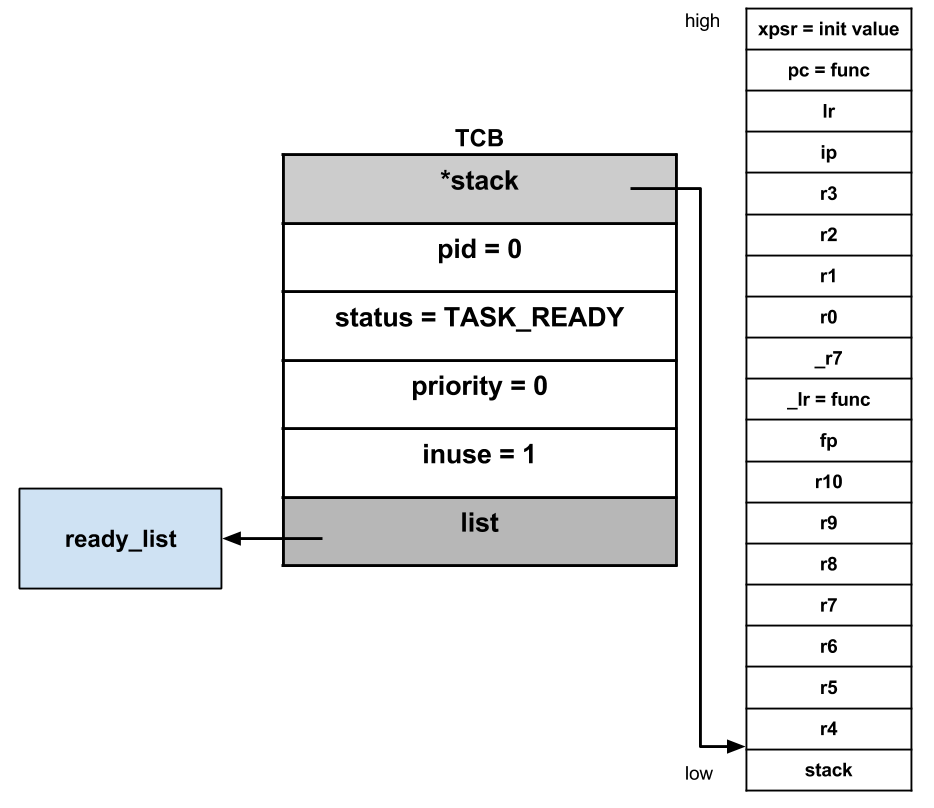 high
xpsr = init value
pc = func
lr
ip
r3
r2
r1
r0
_r7
_lr = func
fp
r10
r9
r8
r7
r6
r5
r4
stack
low
TCB
*stack
pid = 0
status = TASK_READY
priority = 0
inuse = 1
list
ready_list